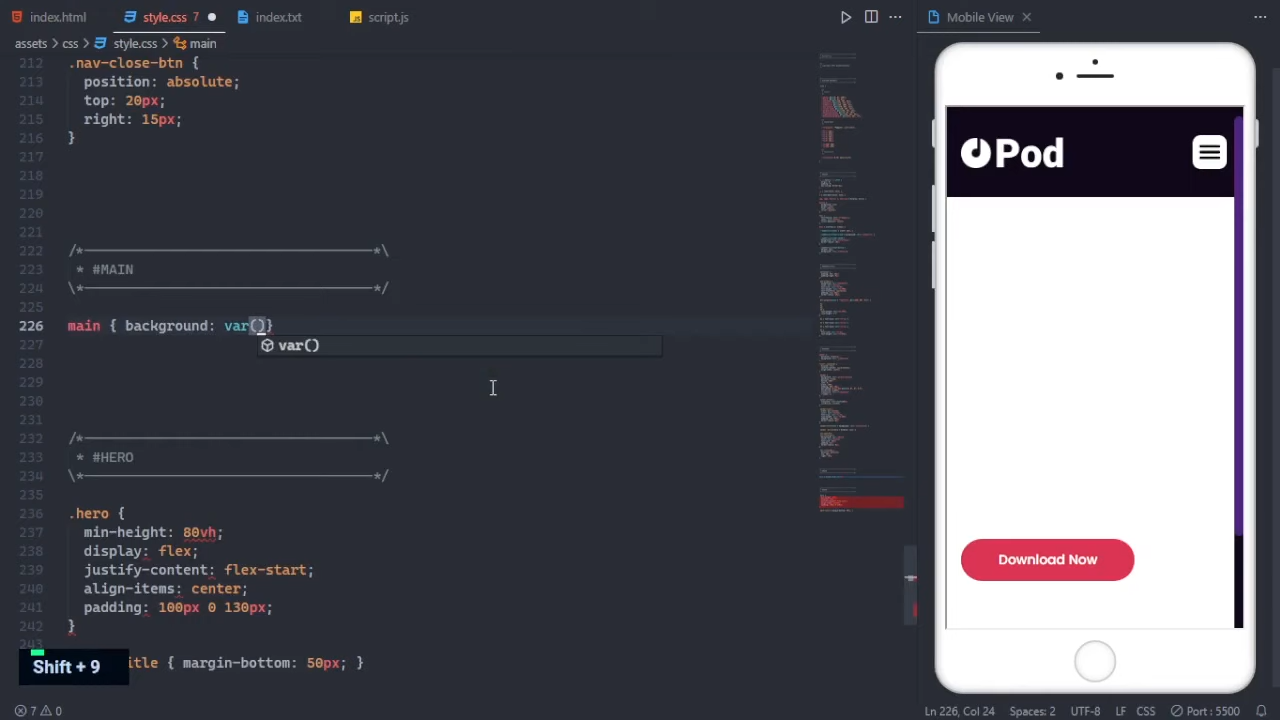 index.html
style.css 7
index.txt
script.js
Mobile View
assets > css > style.css > main
212 .nav-close-btn {
213 position: absolute;
214 top: 20px;
215 right: 15px;
216 }
217
218
219
220
221
222 /*———————————————————————————————————*\
223 * #MAIN
224 \*———————————————————————————————————*/
225
226 main { background: var()}
227 var()
228
229
230
231
232 /*———————————————————————————————————*\
233 * #HERO
234 \*———————————————————————————————————*/
235
236 .hero {
237 min-height: 80vh;
238 display: flex;
239 justify-content: flex-start;
240 align-items: center;
241 padding: 100px 0 130px;
242 }
243
itle { margin-bottom: 50px; }
Shift + 9
Pod
Download Now
7 0
Ln 226, Col 24 Spaces: 2 UTF-8 LF CSS Port : 5500